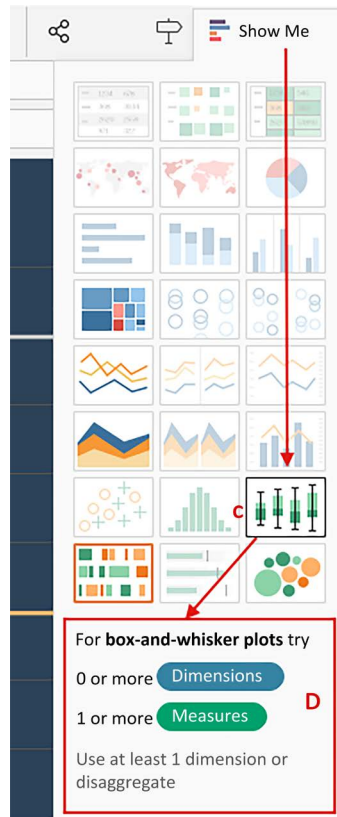 Show Me
C
For box-and-whisker plots try
0 or more Dimensions
1 or more Measures
D
Use at least 1 dimension or
disaggregate